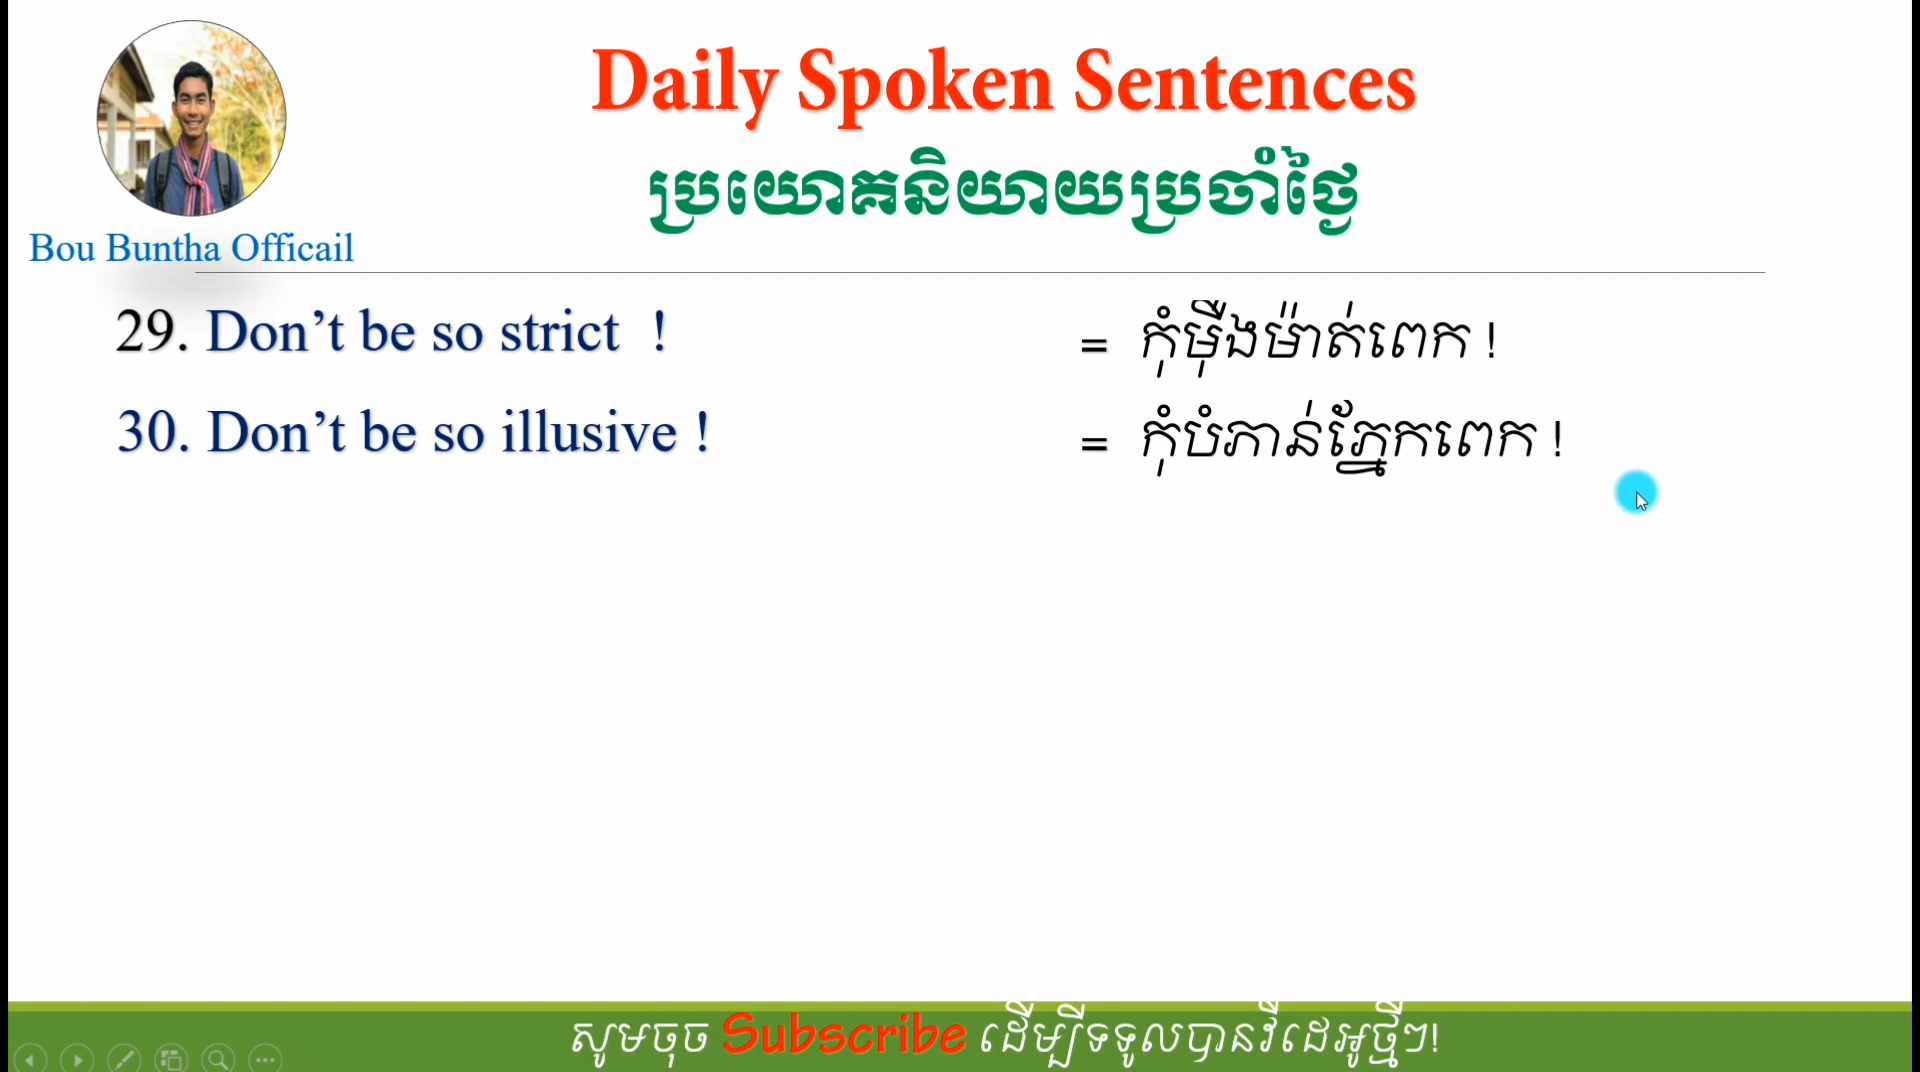 Daily Spoken Sentences
ប្រយោគនិយាយប្រចាំថ្ងៃ
Bou Buntha Officail
29. Don’t be so strict  ! = កុំម៉ឺងម៉ាត់ពេក !
30. Don’t be so illusive ! = កុំបំភាន់ភ្នែកពេក !
សូមចុច Subscribe ដើម្បីទទួលបានវីដេអូថ្មីៗ!